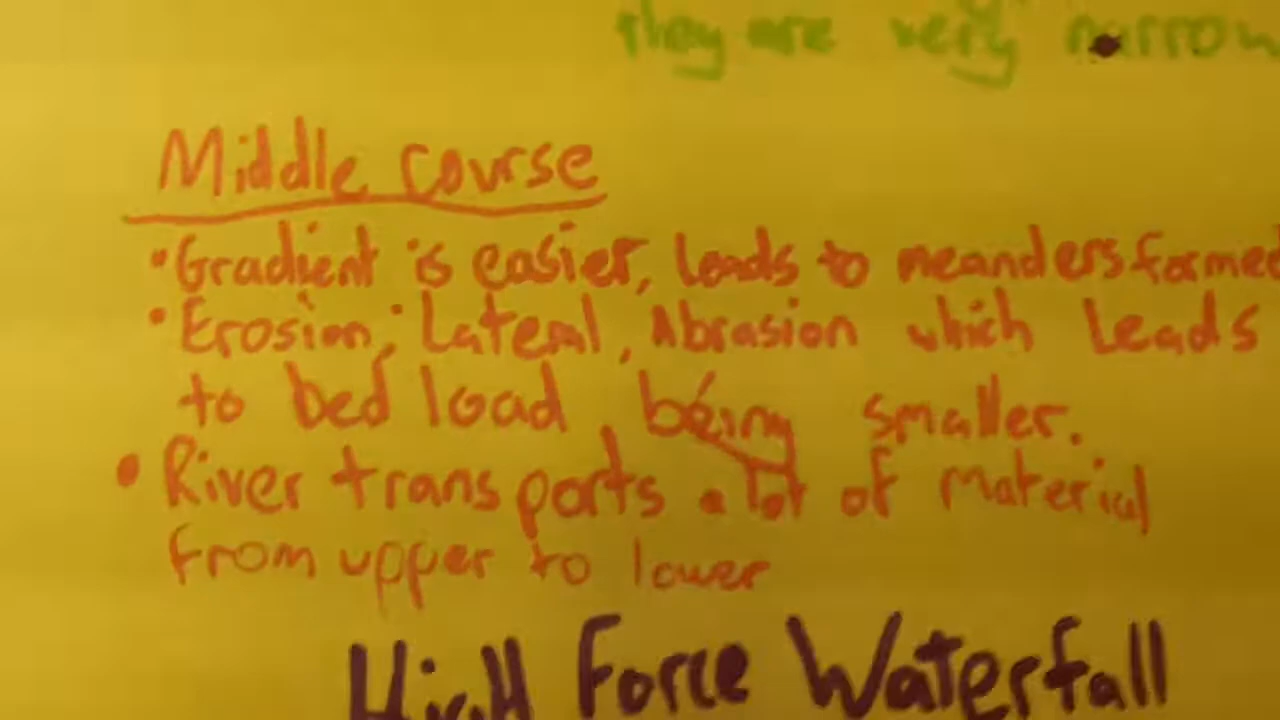 they are very narrow
Middle course
• Gradient is easier, leads to meanders formed
• Erosion: Lateral, Abrasion which Leads
to bed load being smaller.
• River transports a lot of material
from upper to lower
High Force Waterfall